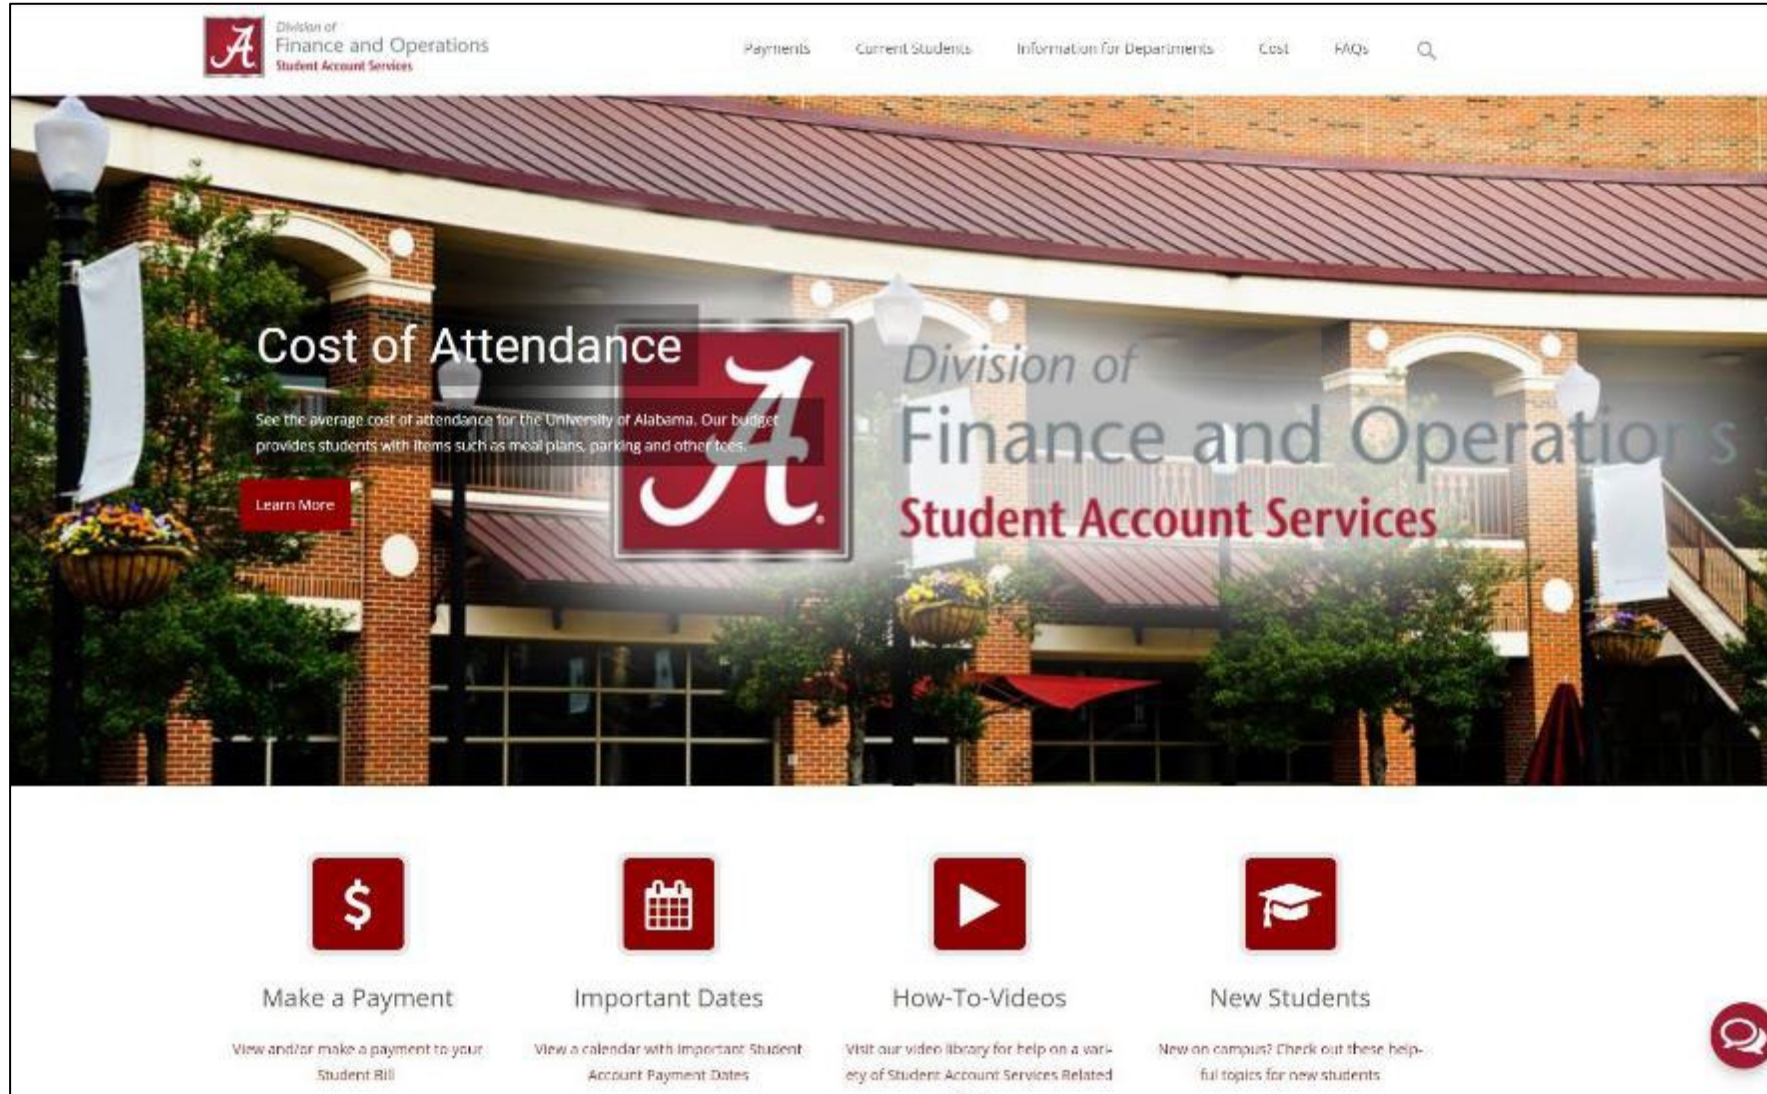 Division of
Finance and Operations
Student Account Services
Payments Current Students Information for Departments Cost FAQs
Cost of Attendance
See the average cost of attendance for the University of Alabama. Our budget
provides students with items such as meal plans, parking and other fees.
Learn More
A
Division of
Finance and Operations
Student Account Services
Make a Payment
View and/or make a payment to your
Student Bill
Important Dates
View a calendar with Important Student
Account Payment Dates
How-To-Videos
Visit our video library for help on a vari-
ety of Student Account Services Related
New Students
New on campus? Check out these help-
ful topics for new students